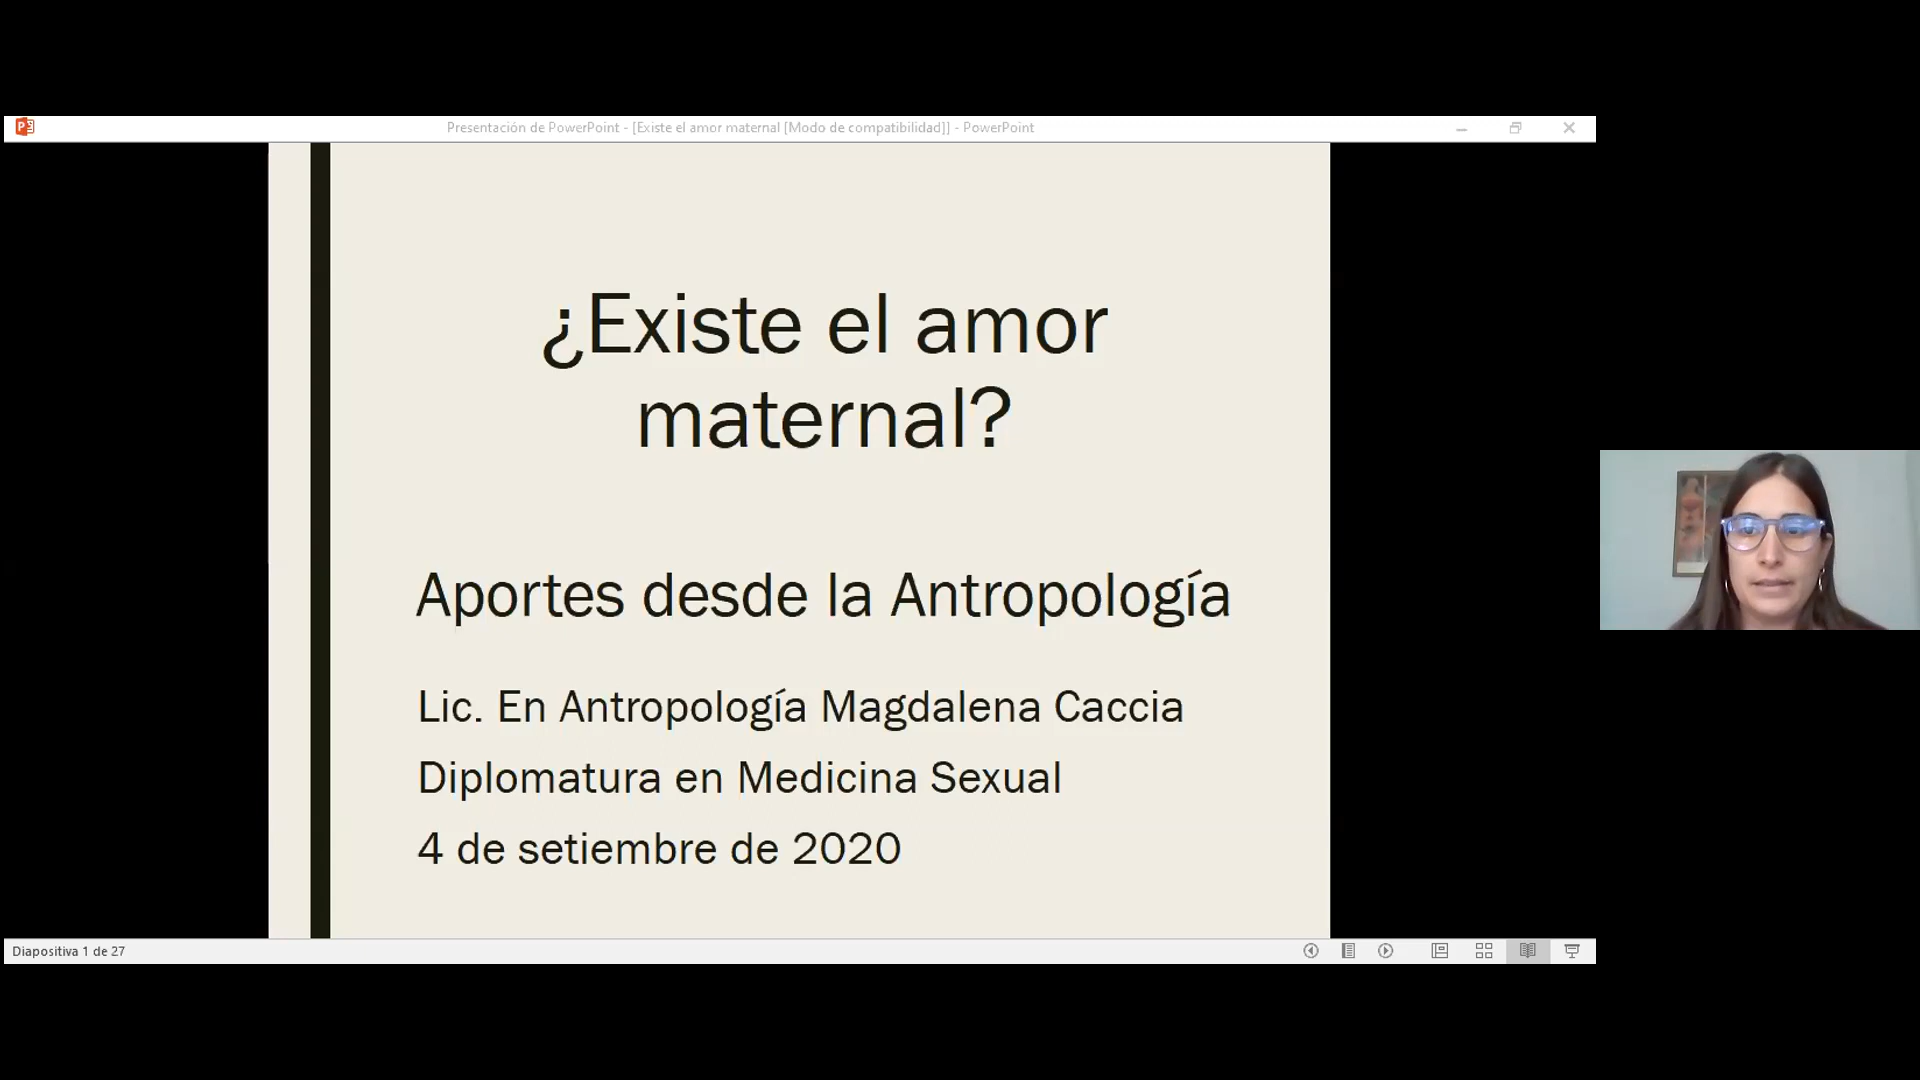 Presentación de PowerPoint - [Existe el amor maternal [Modo de compatibilidad]] - PowerPoint
¿Existe el amor
maternal?
Aportes desde la Antropología
Lic. En Antropología Magdalena Caccia
Diplomatura en Medicina Sexual
4 de setiembre de 2020
Diapositiva 1 de 27